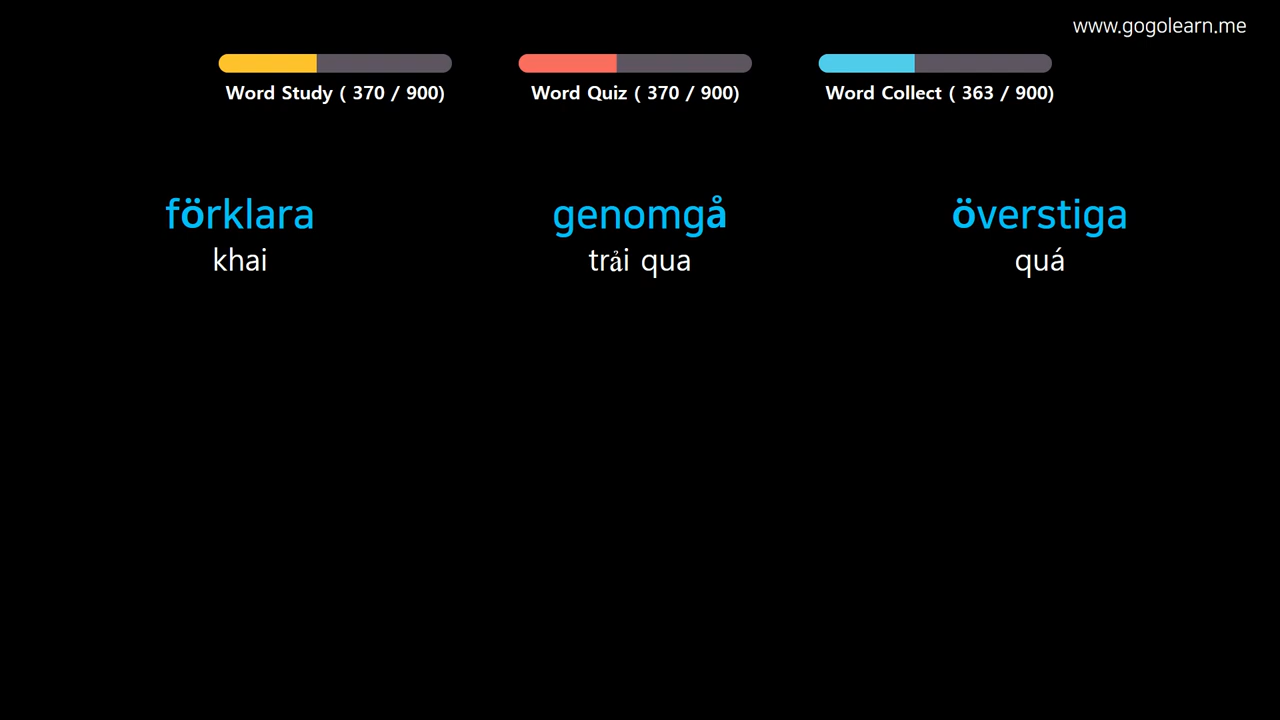 www.gogolearn.me
Word Study ( 370 / 900)
Word Quiz ( 370 / 900)
Word Collect ( 363 / 900)
förklara
khai
genomgå
trải qua
överstiga
quá